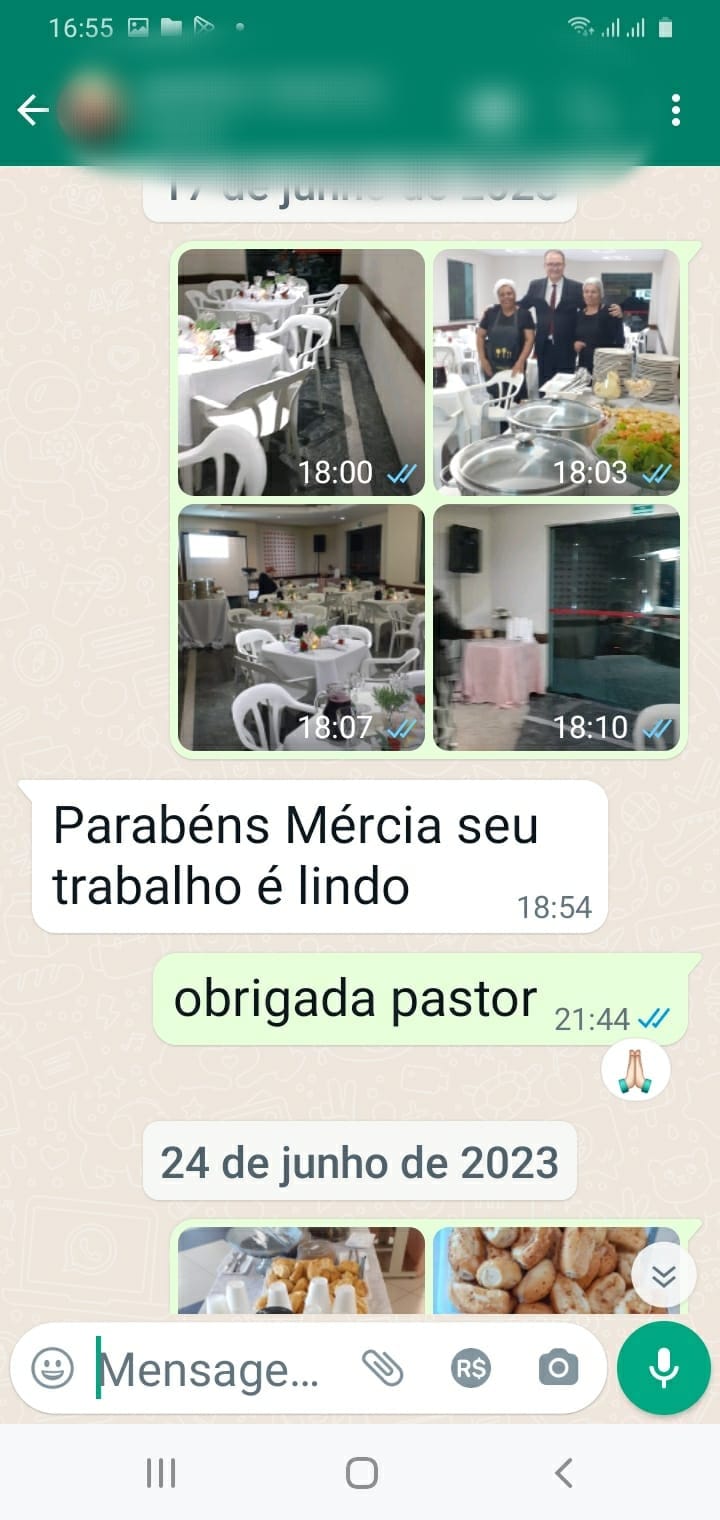 16:55
17 de junho de 2023
18:00
18:03
18:07
18:10
Parabéns Mércia seu
trabalho é lindo
18:54
obrigada pastor
21:44
24 de junho de 2023
Mensage...
R$